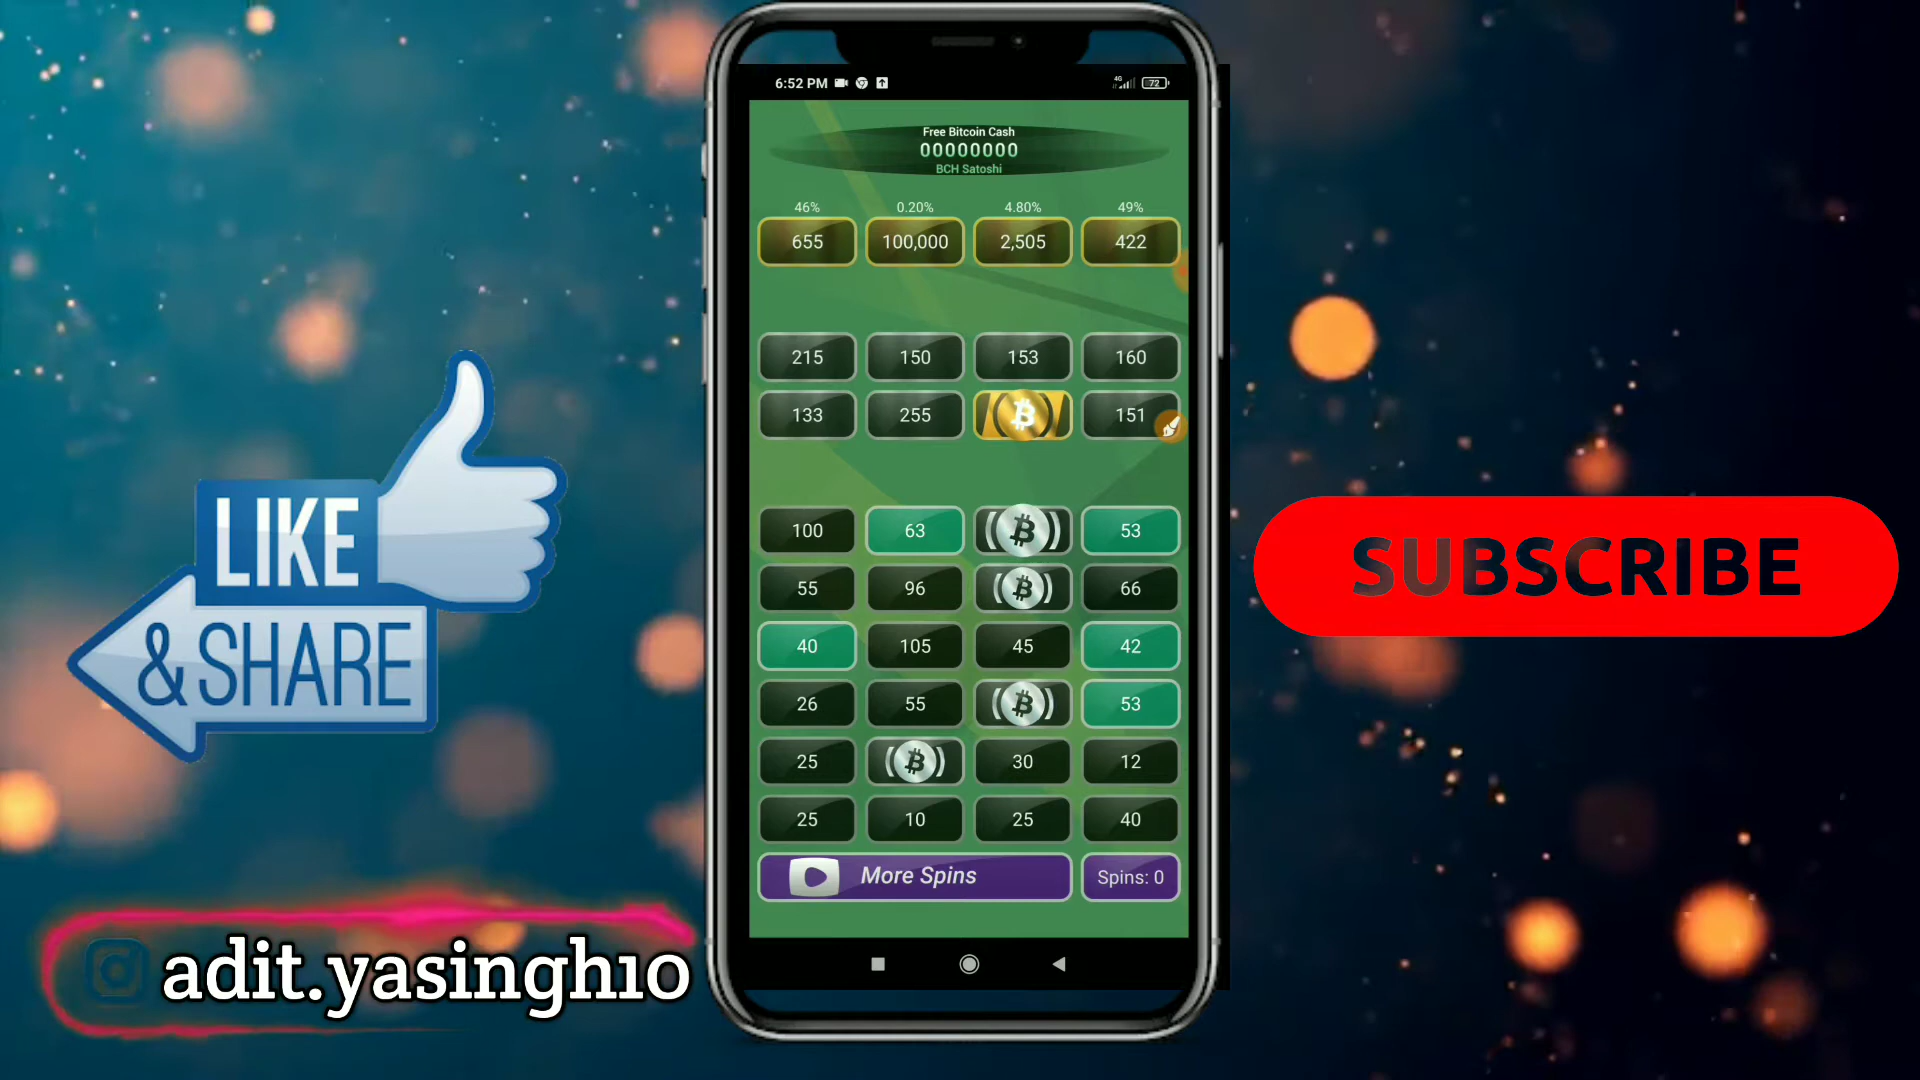 6:52 PM
4G
72
Free Bitcoin Cash
00000000
BCH Satoshi
46% 0.20% 4.80% 49%
655 100,000 2,505 422
215 150 153 160
133 255 151
100 63 53
55 96 66
40 105 45 42
26 55 53
25 30 12
25 10 25 40
More Spins Spins: 0
LIKE
& SHARE
SUBSCRIBE
adit.yasingh10